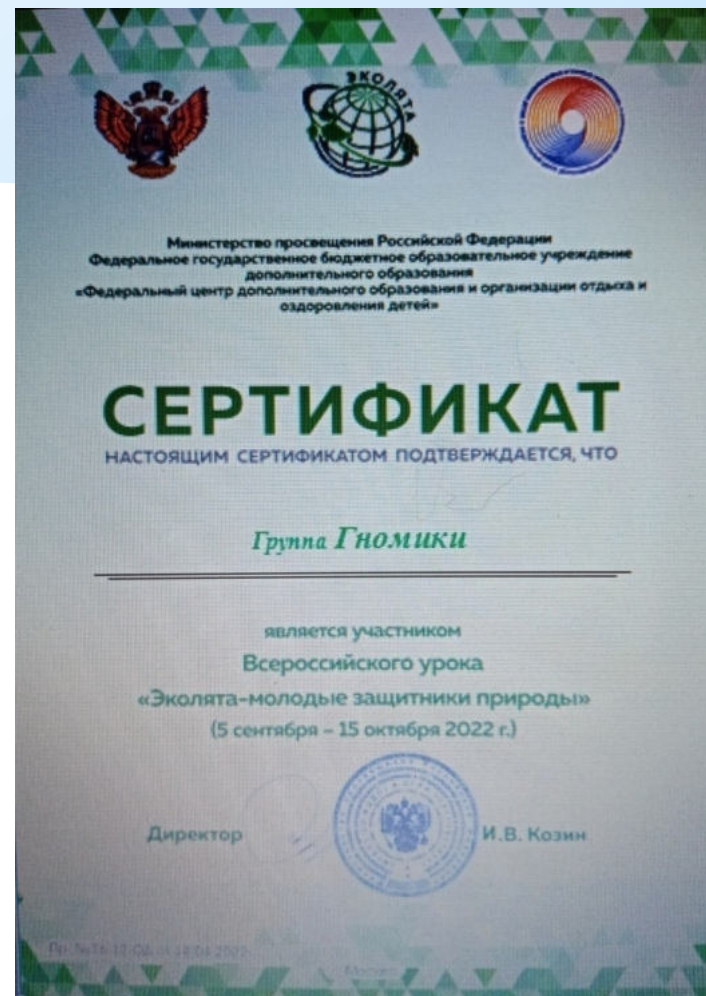 ЭКОЛЯТА
Министерство просвещения Российской Федерации
Федеральное государственное бюджетное образовательное учреждение
дополнительного образования
«Федеральный центр дополнительного образования и организации отдыха и
оздоровления детей»
СЕРТИФИКАТ
НАСТОЯЩИМ СЕРТИФИКАТОМ ПОДТВЕРЖДАЕТСЯ, ЧТО
Группа Гномики
является участником
Всероссийского урока
«Эколята-молодые защитники природы»
(5 сентября – 15 октября 2022 г.)
Директор
И.В. Козин